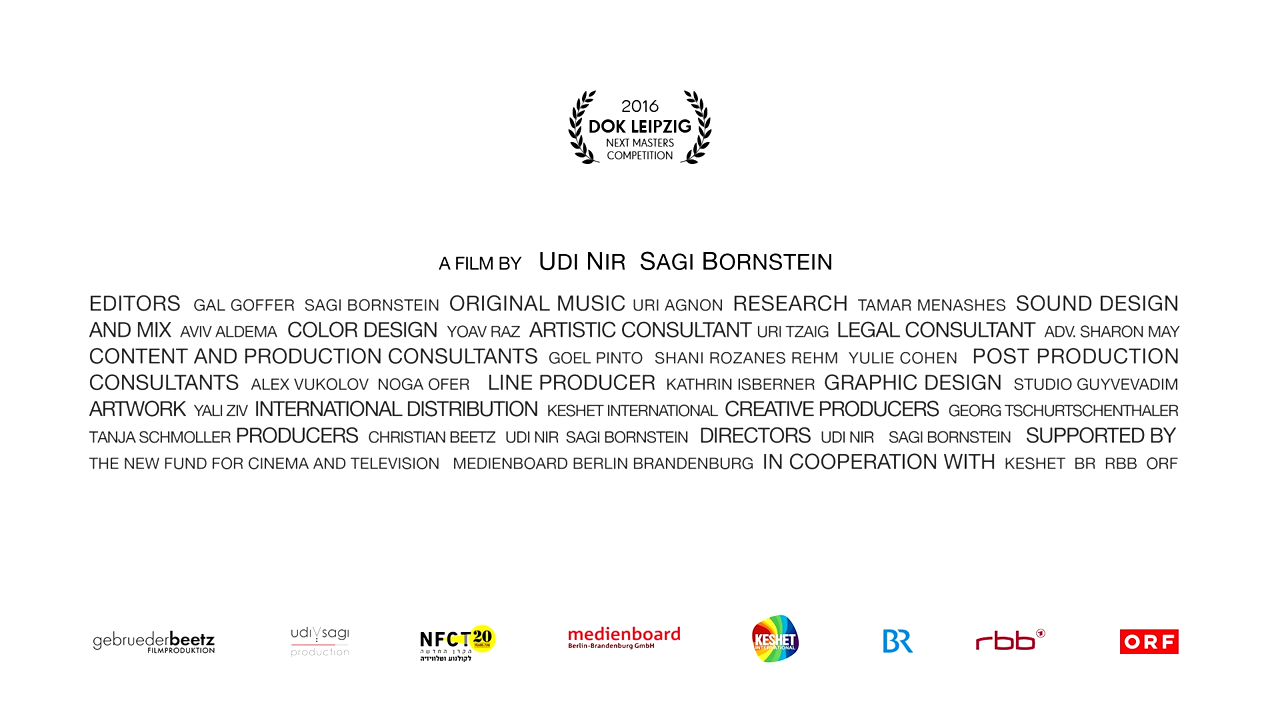 2016
DOK LEIPZIG
NEXT MASTERS
COMPETITION
A FILM BY UDI NIR SAGI BORNSTEIN
EDITORS GAL GOFFER SAGI BORNSTEIN ORIGINAL MUSIC URI AGNON RESEARCH TAMAR MENASHES SOUND DESIGN
AND MIX AVIV ALDEMA COLOR DESIGN YOAV RAZ ARTISTIC CONSULTANT URI TZAIG LEGAL CONSULTANT ADV. SHARON MAY
CONTENT AND PRODUCTION CONSULTANTS GOEL PINTO SHANI ROZANES REHM YULIE COHEN POST PRODUCTION
CONSULTANTS ALEX VUKOLOV NOGA OFER LINE PRODUCER KATHRIN ISBERNER GRAPHIC DESIGN STUDIO GUYVEVADIM
ARTWORK YALI ZIV INTERNATIONAL DISTRIBUTION KESHET INTERNATIONAL CREATIVE PRODUCERS GEORG TSCHURTSCHENTHALER
TANJA SCHMOLLER PRODUCERS CHRISTIAN BEETZ UDI NIR SAGI BORNSTEIN DIRECTORS UDI NIR SAGI BORNSTEIN SUPPORTED BY
THE NEW FUND FOR CINEMA AND TELEVISION MEDIENBOARD BERLIN BRANDENBURG IN COOPERATION WITH KESHET BR RBB ORF
gebruederbeetz
FILMPRODUKTION
udi sagi
production
NFCT 20
הקרן החדשה
לקולנוע וטלוויזיה
medienboard
Berlin-Brandenburg GmbH
KESHET
INTERNATIONAL
BR
rbb
ORF